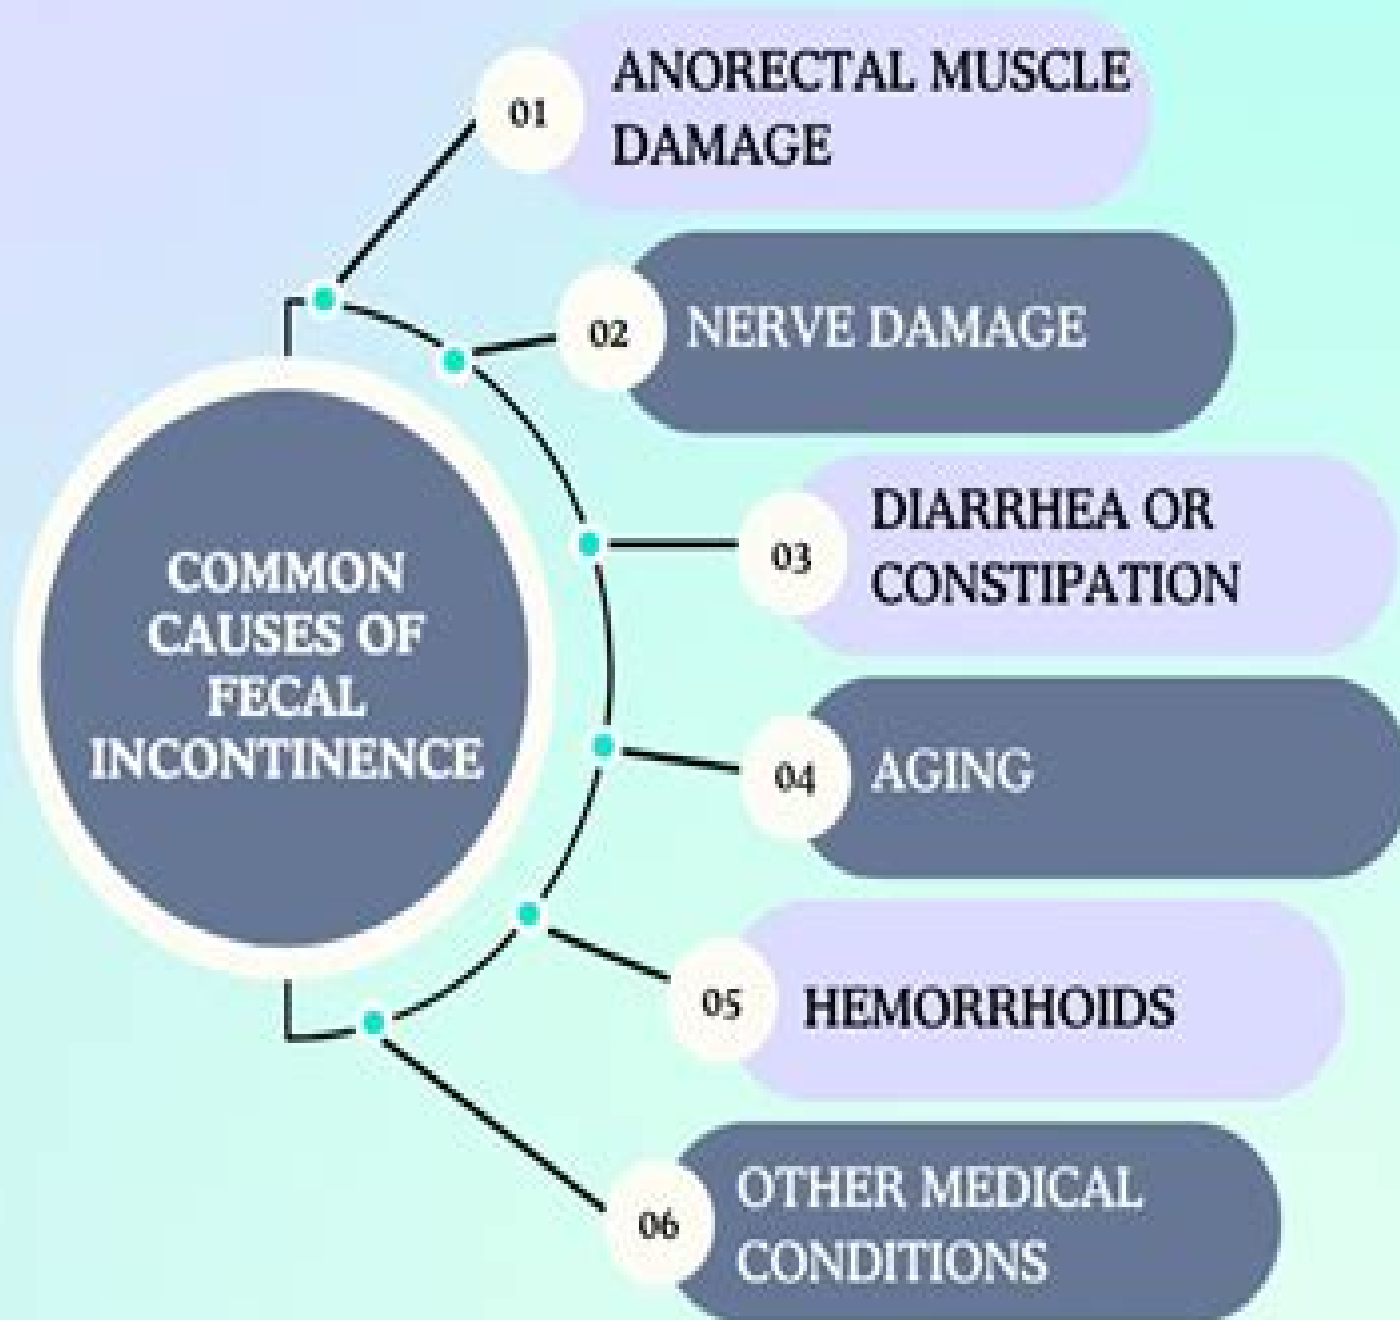 01
ANORECTAL MUSCLE
DAMAGE
02
NERVE DAMAGE
03
DIARRHEA OR
CONSTIPATION
COMMON
CAUSES OF
FECAL
INCONTINENCE
04
AGING
05
HEMORRHOIDS
06
OTHER MEDICAL
CONDITIONS